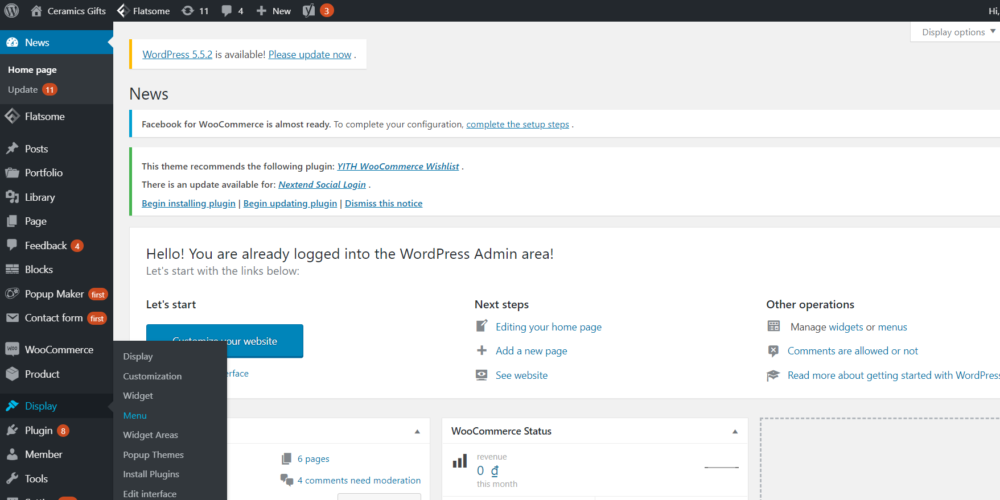 Ceramics Gifts Flatsome 11 4 New 3 Hi,
Display options
News
Home page
Update 11
Flatsome
Posts
Portfolio
Library
Page
Feedback 4
Blocks
Popup Maker first
Contact form first
WooCommerce
Product
Display
Plugin 8
Member
Tools
Display
Customization
Widget
Menu
Widget Areas
Popup Themes
Install Plugins
Edit interface
WordPress 5.5.2 is available! Please update now .
News
Facebook for WooCommerce is almost ready. To complete your configuration, complete the setup steps .
This theme recommends the following plugin: YITH WooCommerce Wishlist .
There is an update available for: Nextend Social Login .
Begin installing plugin | Begin updating plugin | Dismiss this notice
Hello! You are already logged into the WordPress Admin area!
Let's start with the links below:
Let's start
Customize your website
erface
Next steps
Editing your home page
Add a new page
See website
Other operations
Manage widgets or menus
Comments are allowed or not
Read more about getting started with WordPress
6 pages
4 comments need moderation
WooCommerce Status
revenue
0 ₫
this month